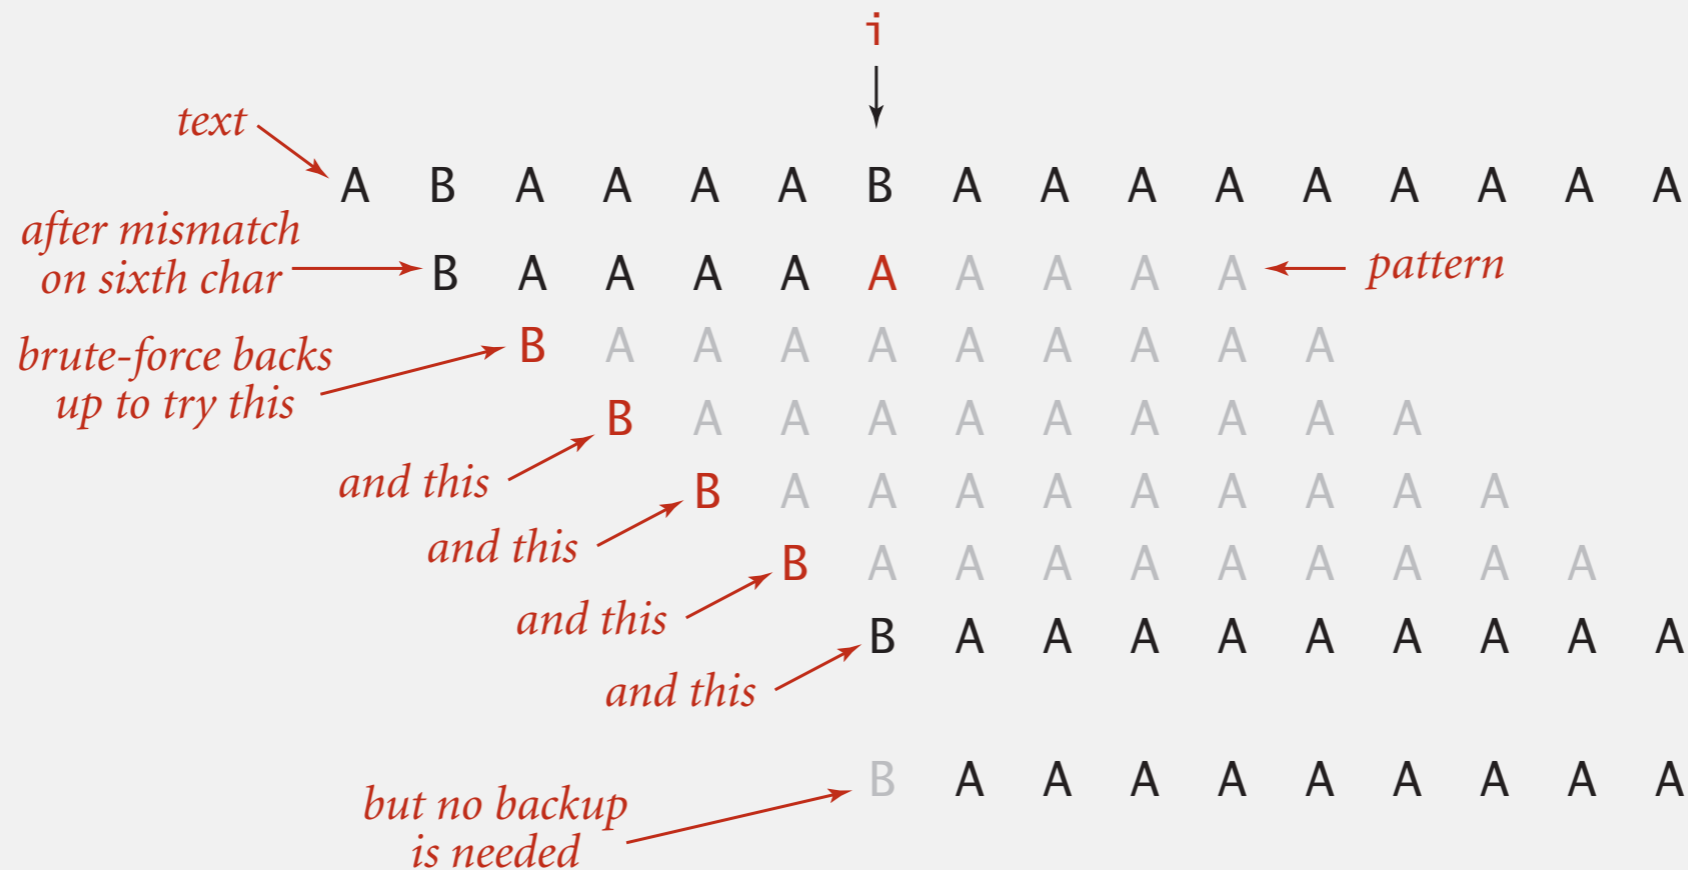 i
text
A B A A A A B A A A A A A A A A
after mismatch
on sixth char
B A A A A A A A A A
pattern
brute-force backs
up to try this
B A A A A A A A A A
and this
B A A A A A A A A A
and this
B A A A A A A A A A
and this
B A A A A A A A A A
and this
B A A A A A A A A A
but no backup
is needed
B A A A A A A A A A